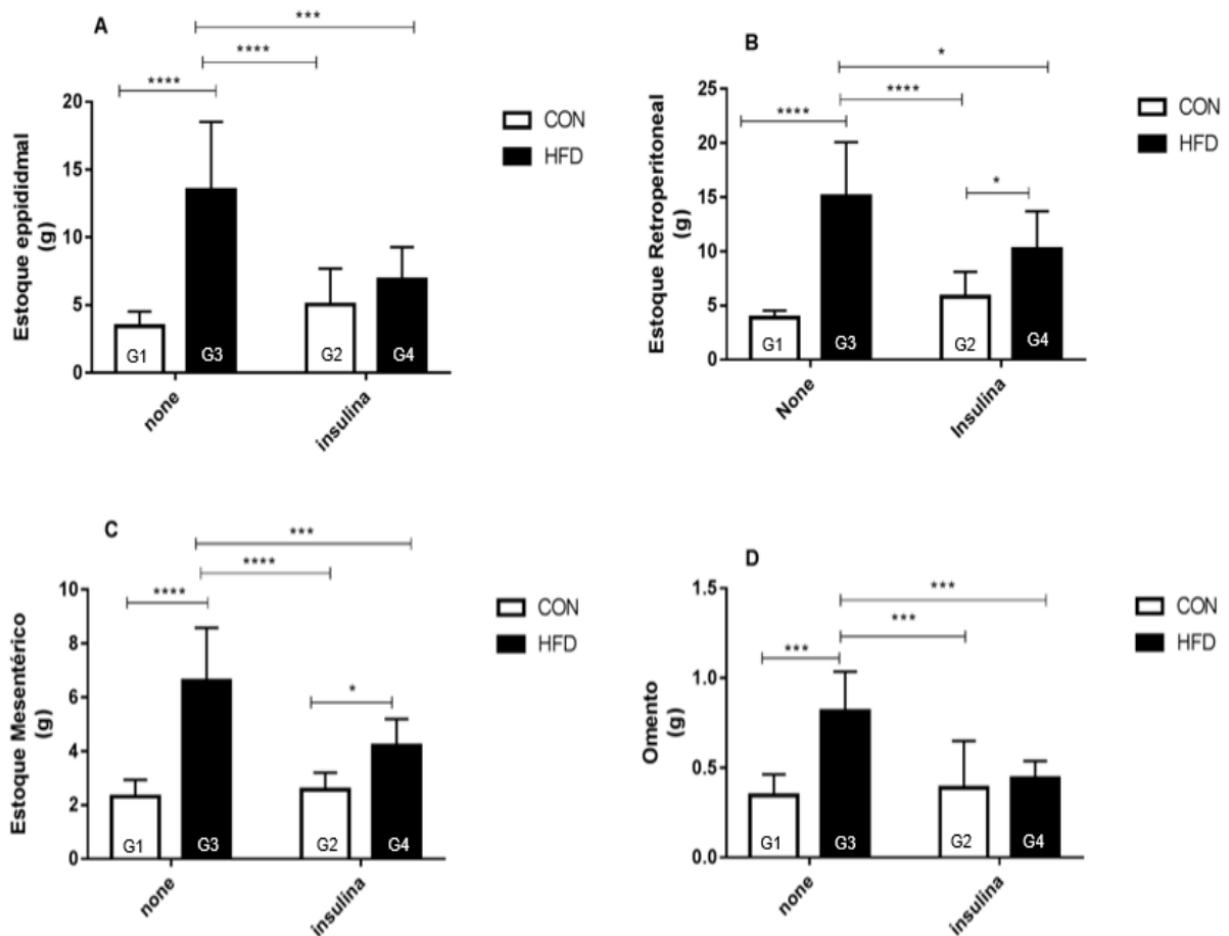 A
***
****
****
20
15
10
5
0
Estoque eppididmal
(g)
G1
G3
G2
G4
none
insulina
CON
HFD
B
*
****
****
*
25
20
15
10
5
0
Estoque Retroperitoneal
(g)
G1
G3
G2
G4
None
Insulina
CON
HFD
C
***
****
****
*
10
8
6
4
2
0
Estoque Mesentérico
(g)
G1
G3
G2
G4
none
insulina
CON
HFD
D
***
***
***
1.5
1.0
0.5
0.0
Omento
(g)
G1
G3
G2
G4
none
insulina
CON
HFD